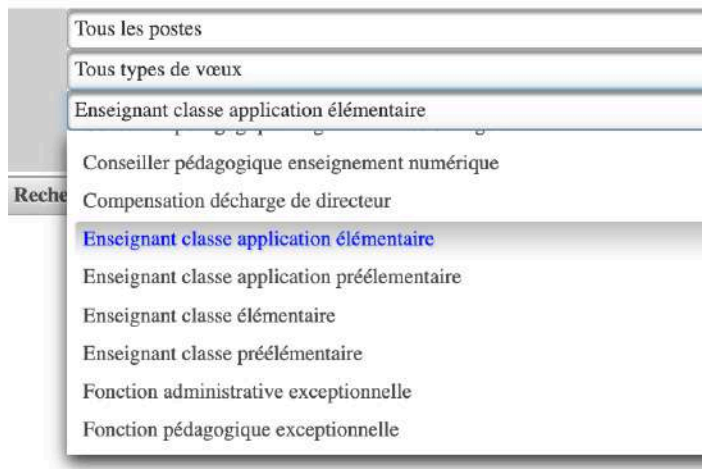 Tous les postes
Tous types de vœux
Enseignant classe application élémentaire
Conseiller pédagogique enseignement numérique
Reche
Compensation décharge de directeur
Enseignant classe application élémentaire
Enseignant classe application préélementaire
Enseignant classe élémentaire
Enseignant classe préélémentaire
Fonction administrative exceptionnelle
Fonction pédagogique exceptionnelle